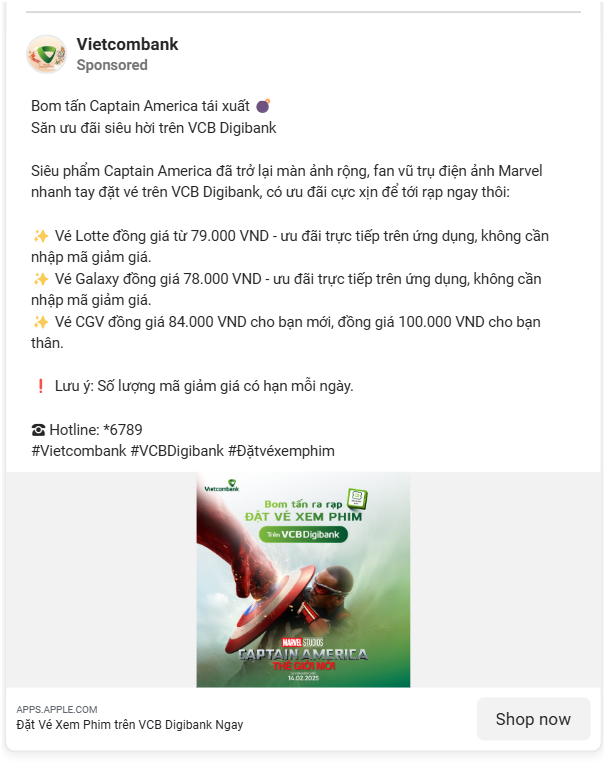 Vietcombank
Sponsored
Bom tấn Captain America tái xuất 💣
Săn ưu đãi siêu hời trên VCB Digibank
Siêu phẩm Captain America đã trở lại màn ảnh rộng, fan vũ trụ điện ảnh Marvel
nhanh tay đặt vé trên VCB Digibank, có ưu đãi cực xịn để tới rạp ngay thôi:
✨ Vé Lotte đồng giá từ 79.000 VND - ưu đãi trực tiếp trên ứng dụng, không cần
nhập mã giảm giá.
✨ Vé Galaxy đồng giá 78.000 VND - ưu đãi trực tiếp trên ứng dụng, không cần
nhập mã giảm giá.
✨ Vé CGV đồng giá 84.000 VND cho bạn mới, đồng giá 100.000 VND cho bạn
thân.
❗ Lưu ý: Số lượng mã giảm giá có hạn mỗi ngày.
☎ Hotline: *6789
#Vietcombank #VCBDigibank #Đặtvéxemphim
Vietcombank
Bom tấn ra rạp
ĐẶT VÉ XEM PHIM
Trên VCBDigibank
MARVEL STUDIOS
CAPTAIN AMERICA
THẾ GIỚI MỚI
14.02.2025
APPS.APPLE.COM
Đặt Vé Xem Phim trên VCB Digibank Ngay
Shop now